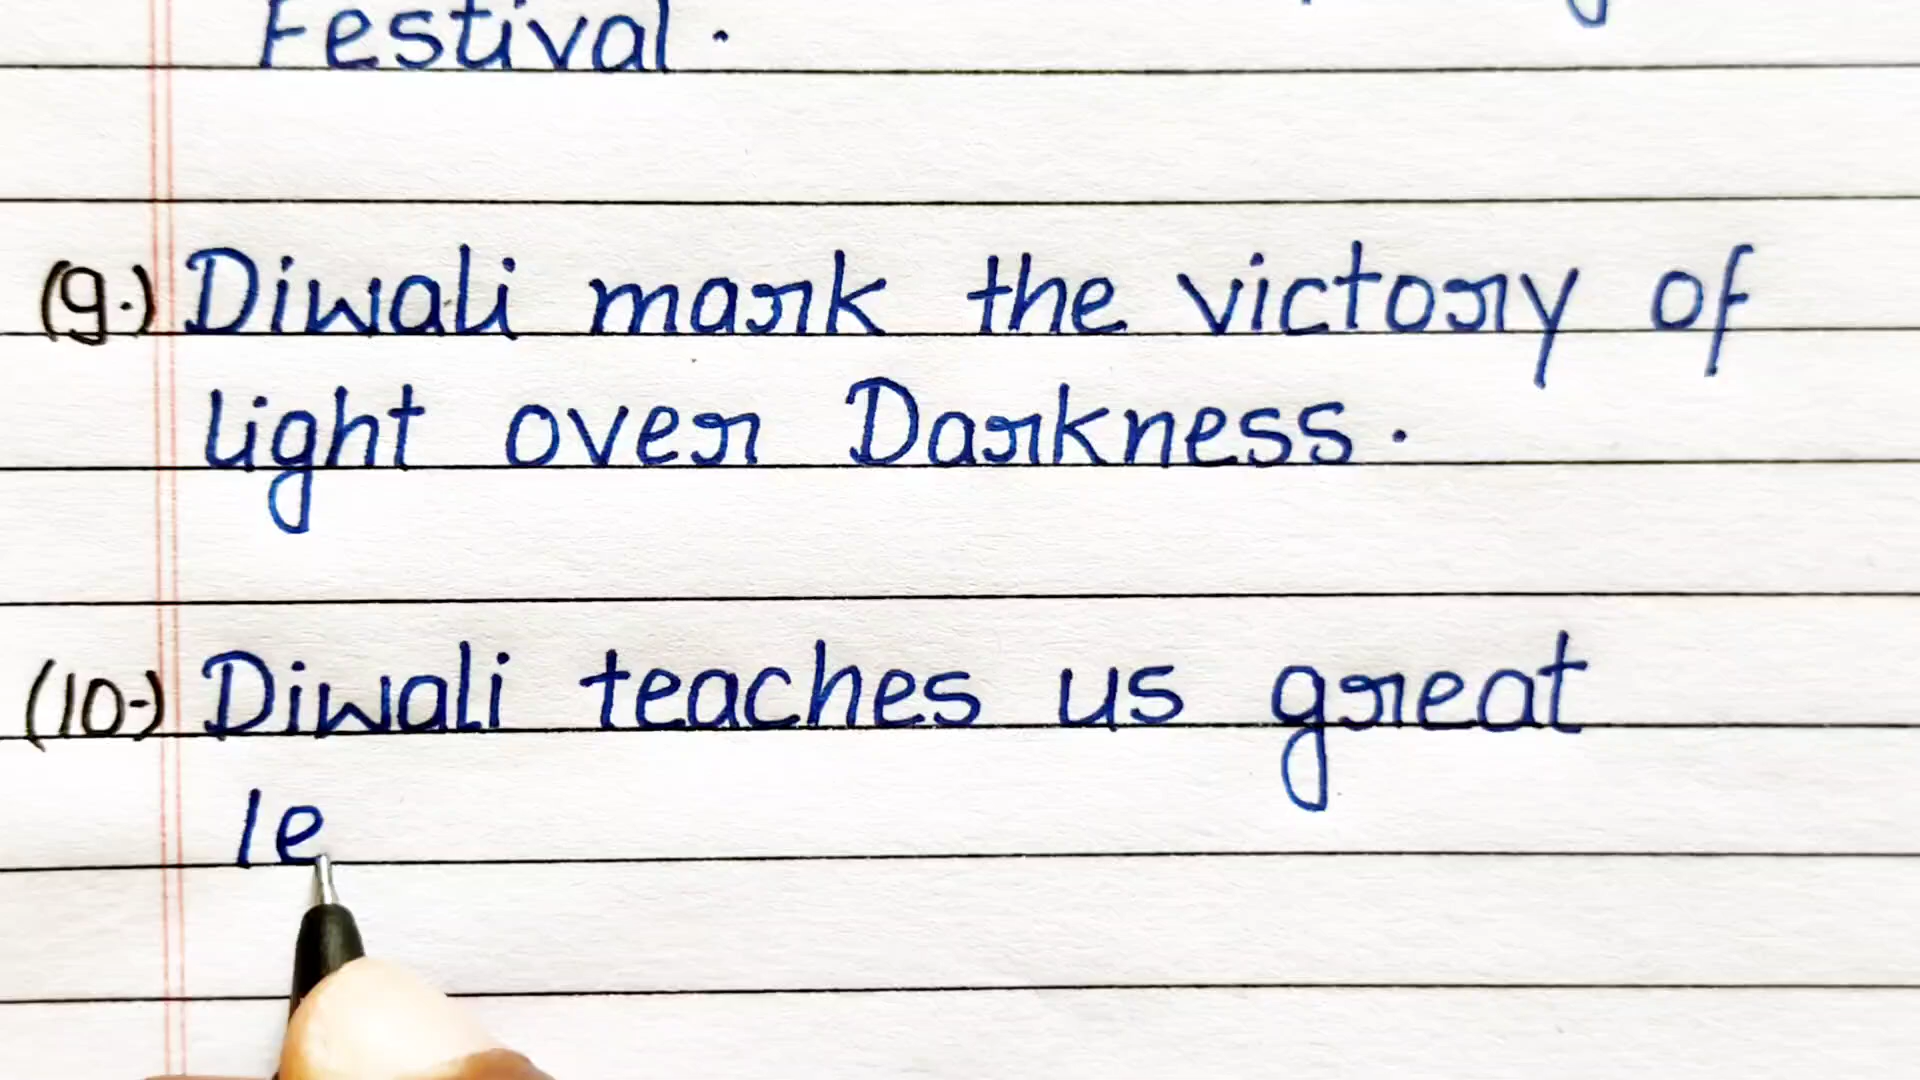 Festival.
(9.) Diwali mark the victory of
light over Darkness.
(10.) Diwali teaches us great
le